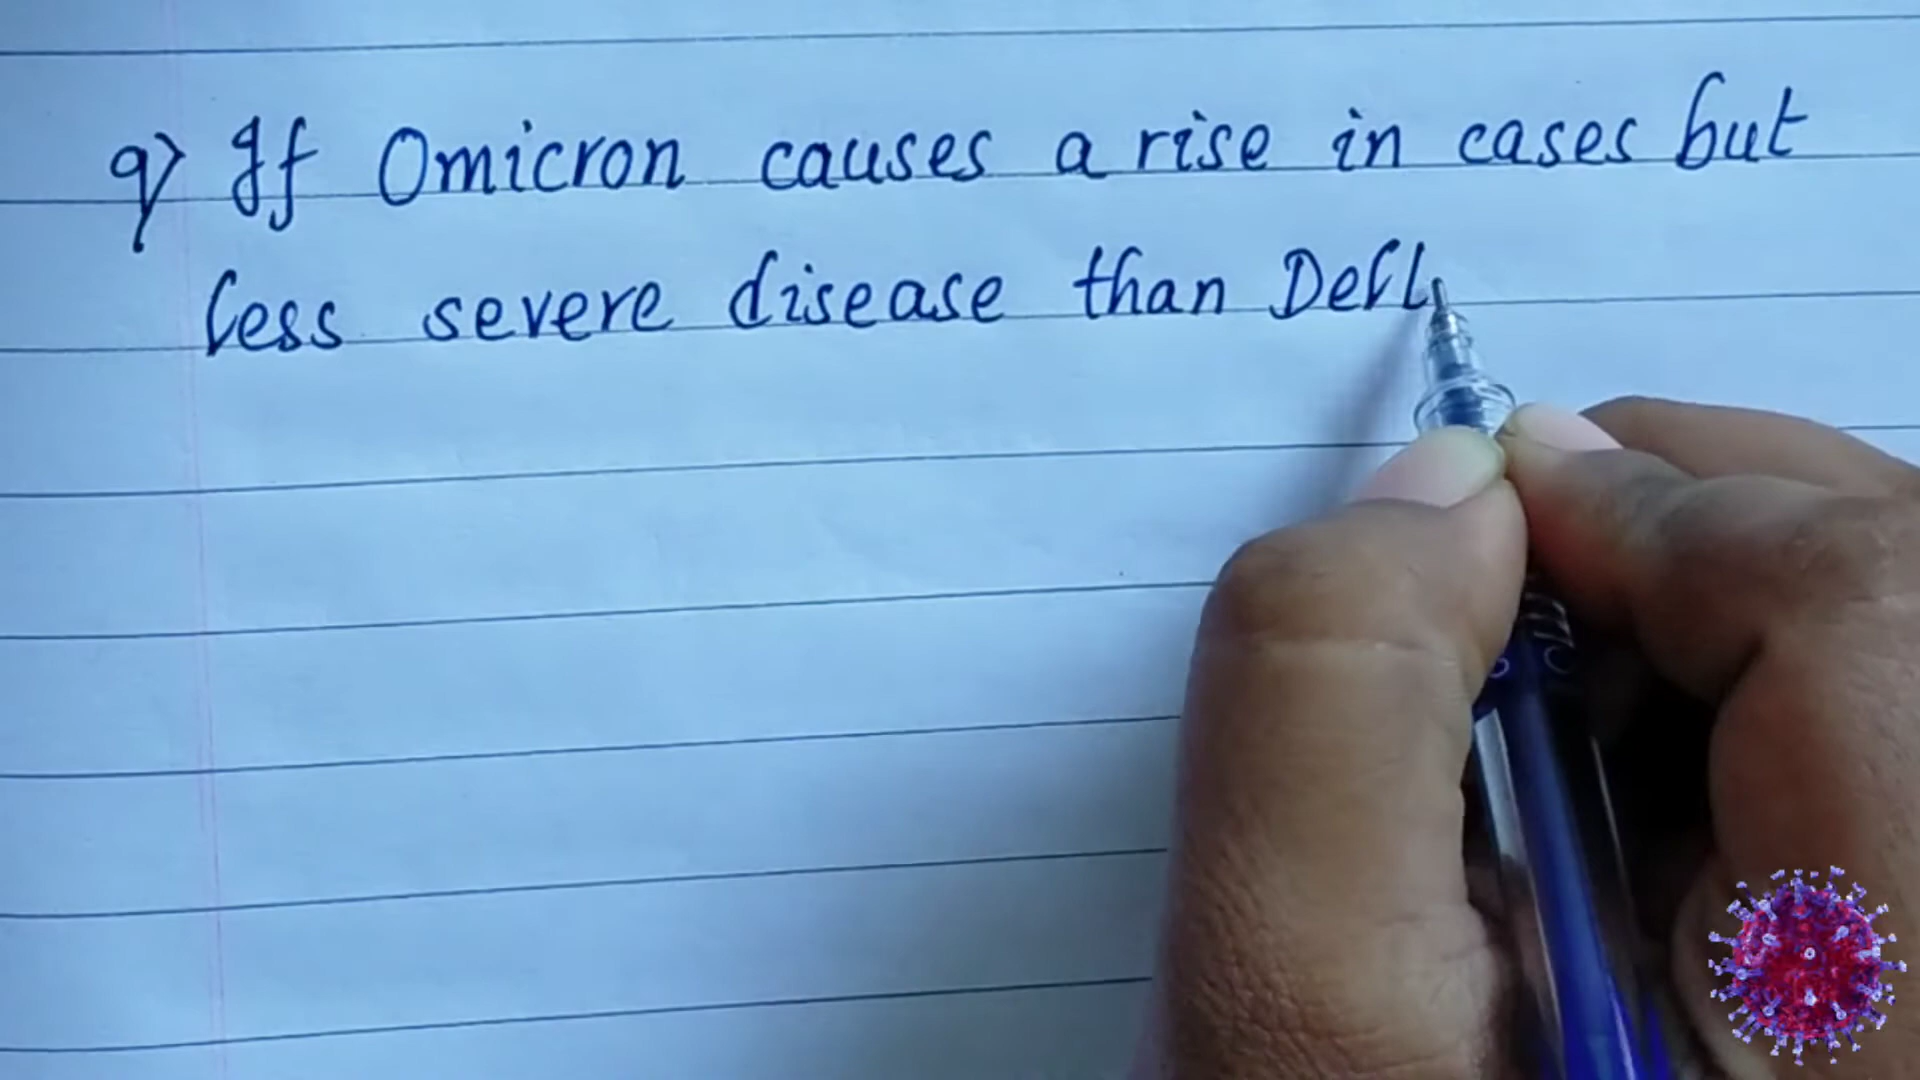 q> If Omicron causes a rise in cases but
less severe disease than Delt